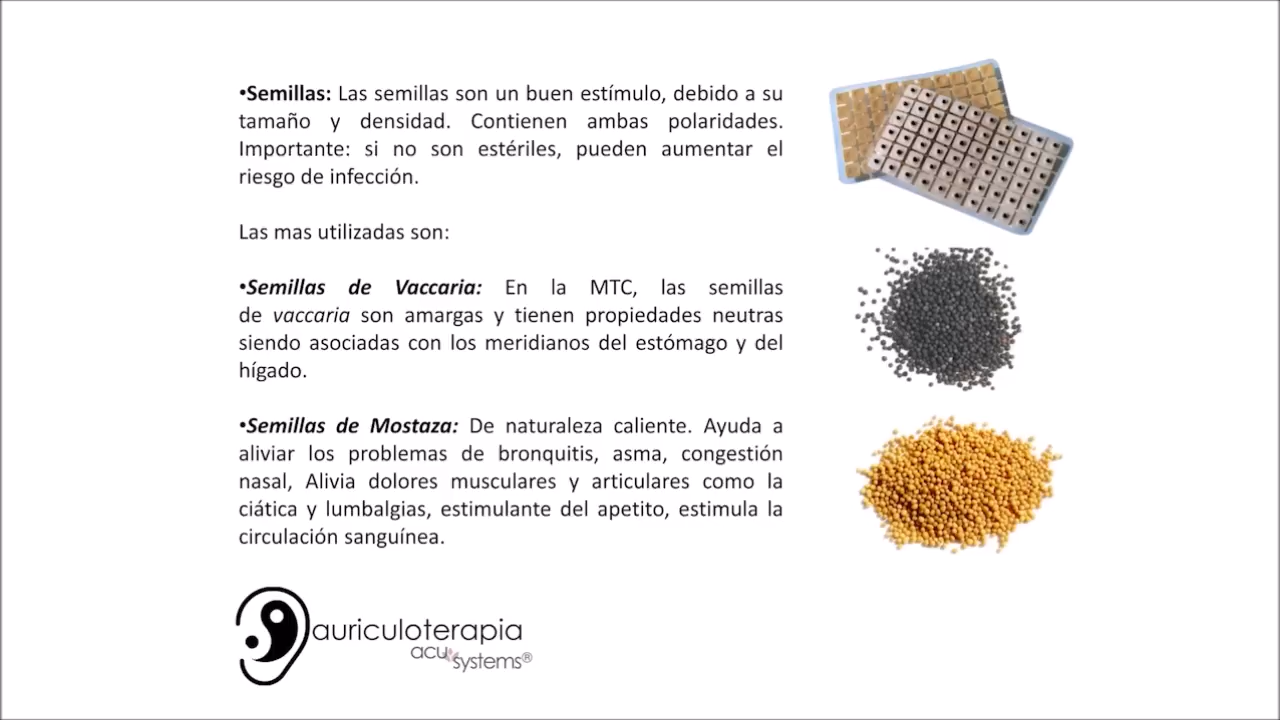 •Semillas: Las semillas son un buen estímulo, debido a su
tamaño y densidad. Contienen ambas polaridades.
Importante: si no son estériles, pueden aumentar el
riesgo de infección.
Las mas utilizadas son:
•Semillas de Vaccaria: En la MTC, las semillas
de vaccaria son amargas y tienen propiedades neutras
siendo asociadas con los meridianos del estómago y del
hígado.
•Semillas de Mostaza: De naturaleza caliente. Ayuda a
aliviar los problemas de bronquitis, asma, congestión
nasal, Alivia dolores musculares y articulares como la
ciática y lumbalgias, estimulante del apetito, estimula la
circulación sanguínea.
auriculoterapia
acu systems®